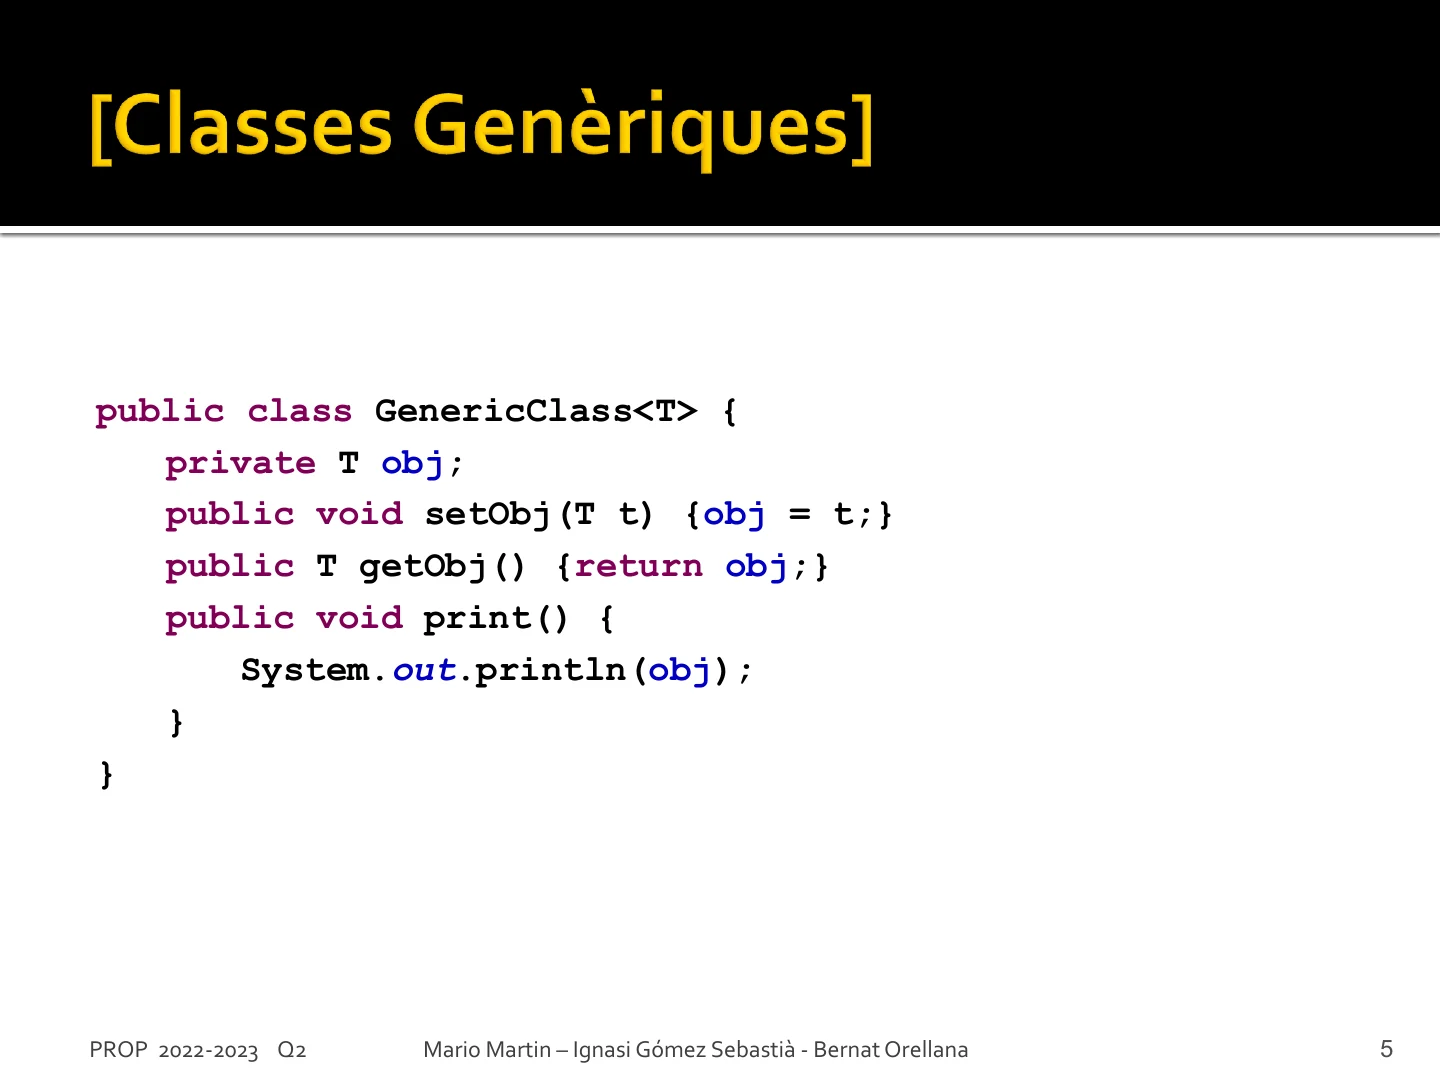 [Classes Genèriques]
public class GenericClass<T> {
private T obj;
public void setObj(T t) {obj = t;}
public T getObj() {return obj;}
public void print() {
System.out.println(obj);
}
}
PROP 2022-2023 Q2 Mario Martin – Ignasi Gómez Sebastià - Bernat Orellana 5